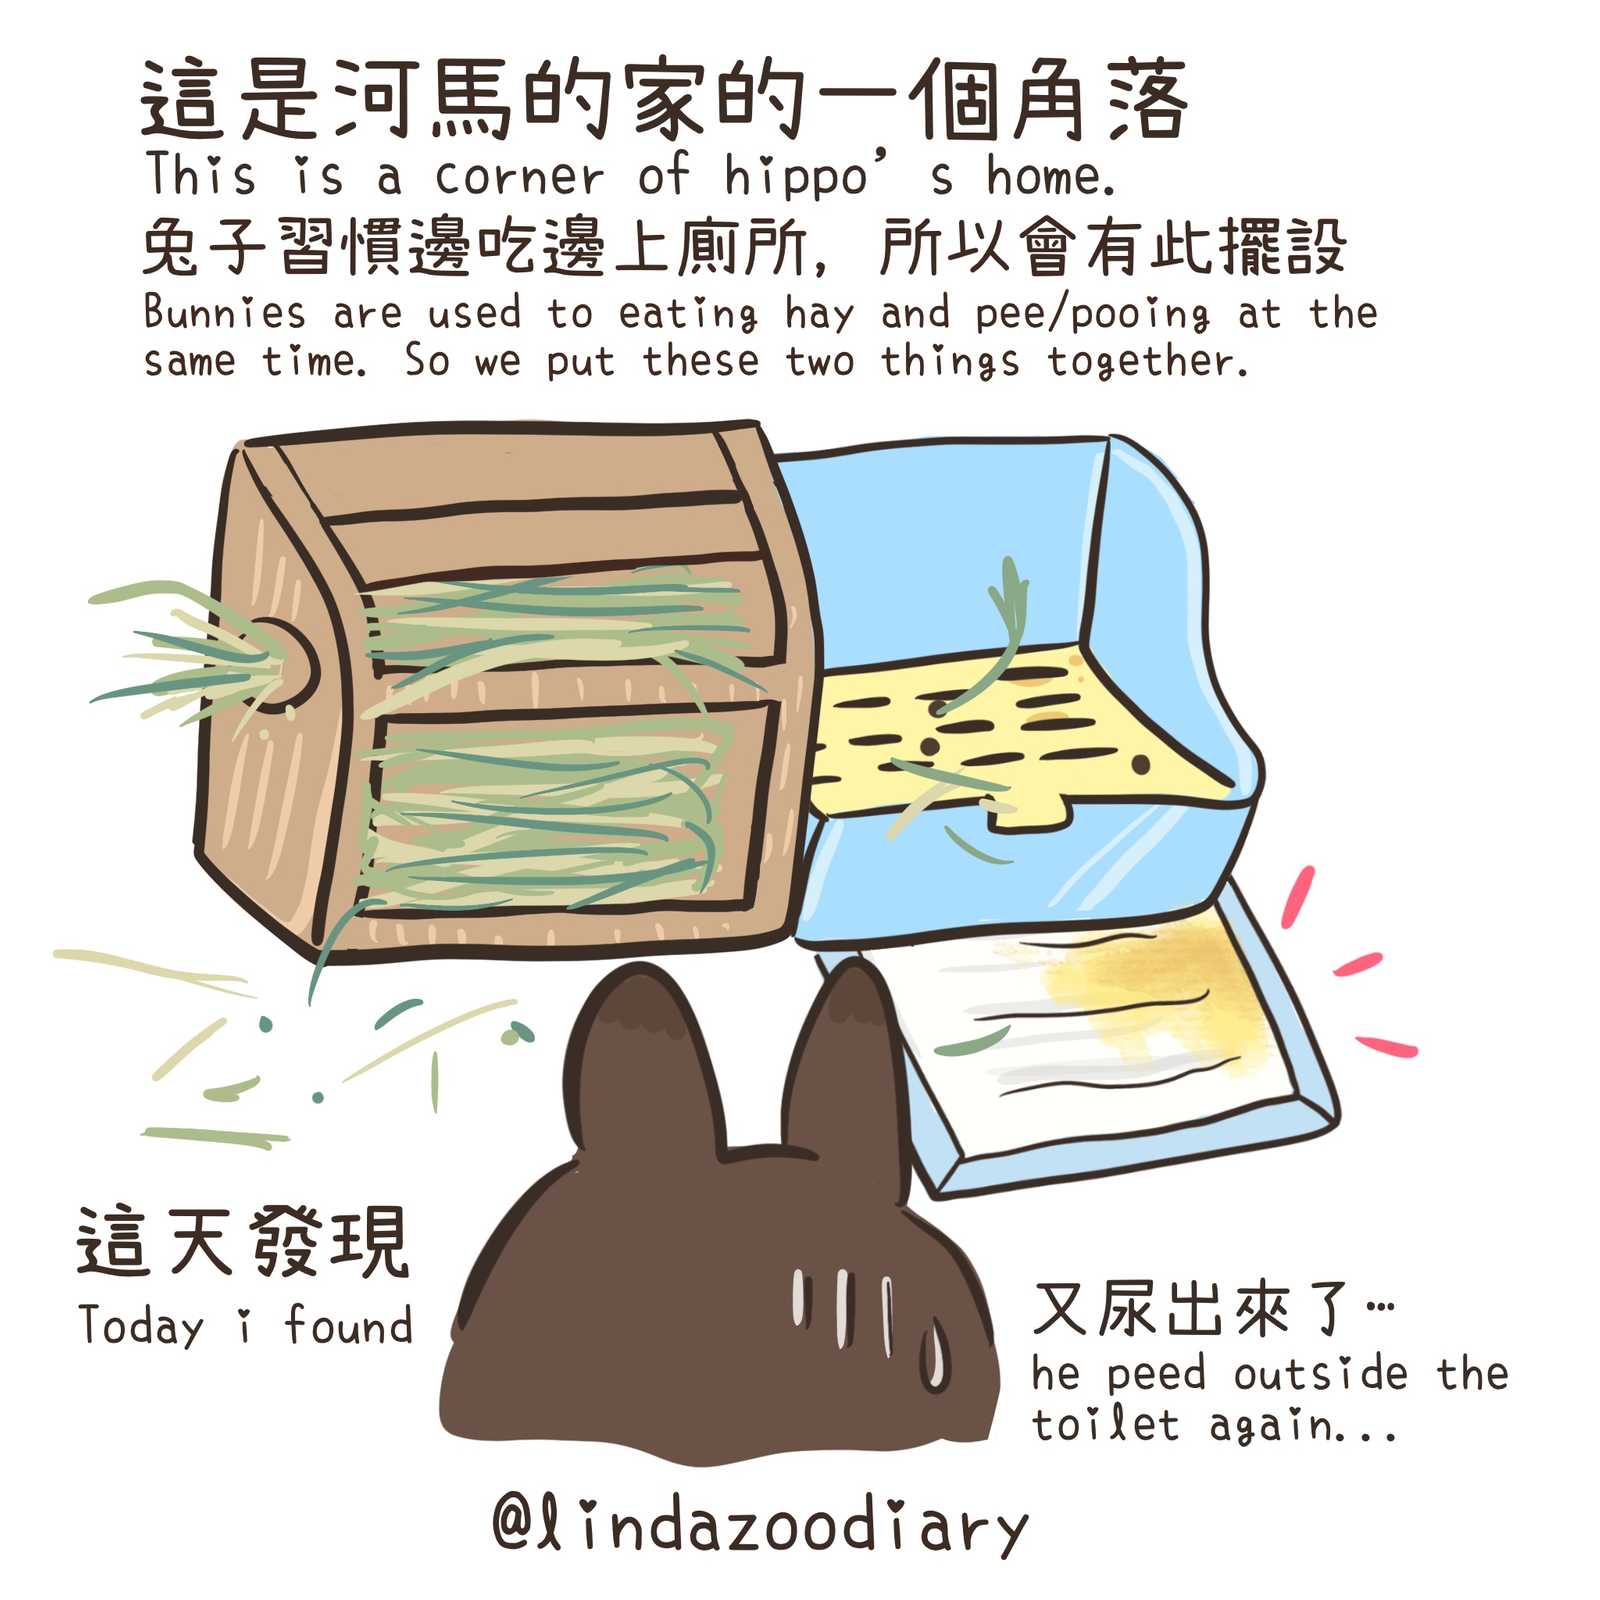 這是河馬的家的一個角落
This is a corner of hippo's home.
兔子習慣邊吃邊上廁所，所以會有此擺設
Bunnies are used to eating hay and pee/pooing at the
same time. So we put these two things together.
這天發現
Today i found
又尿出來了…
he peed outside the
toilet again...
@lindazoodiary